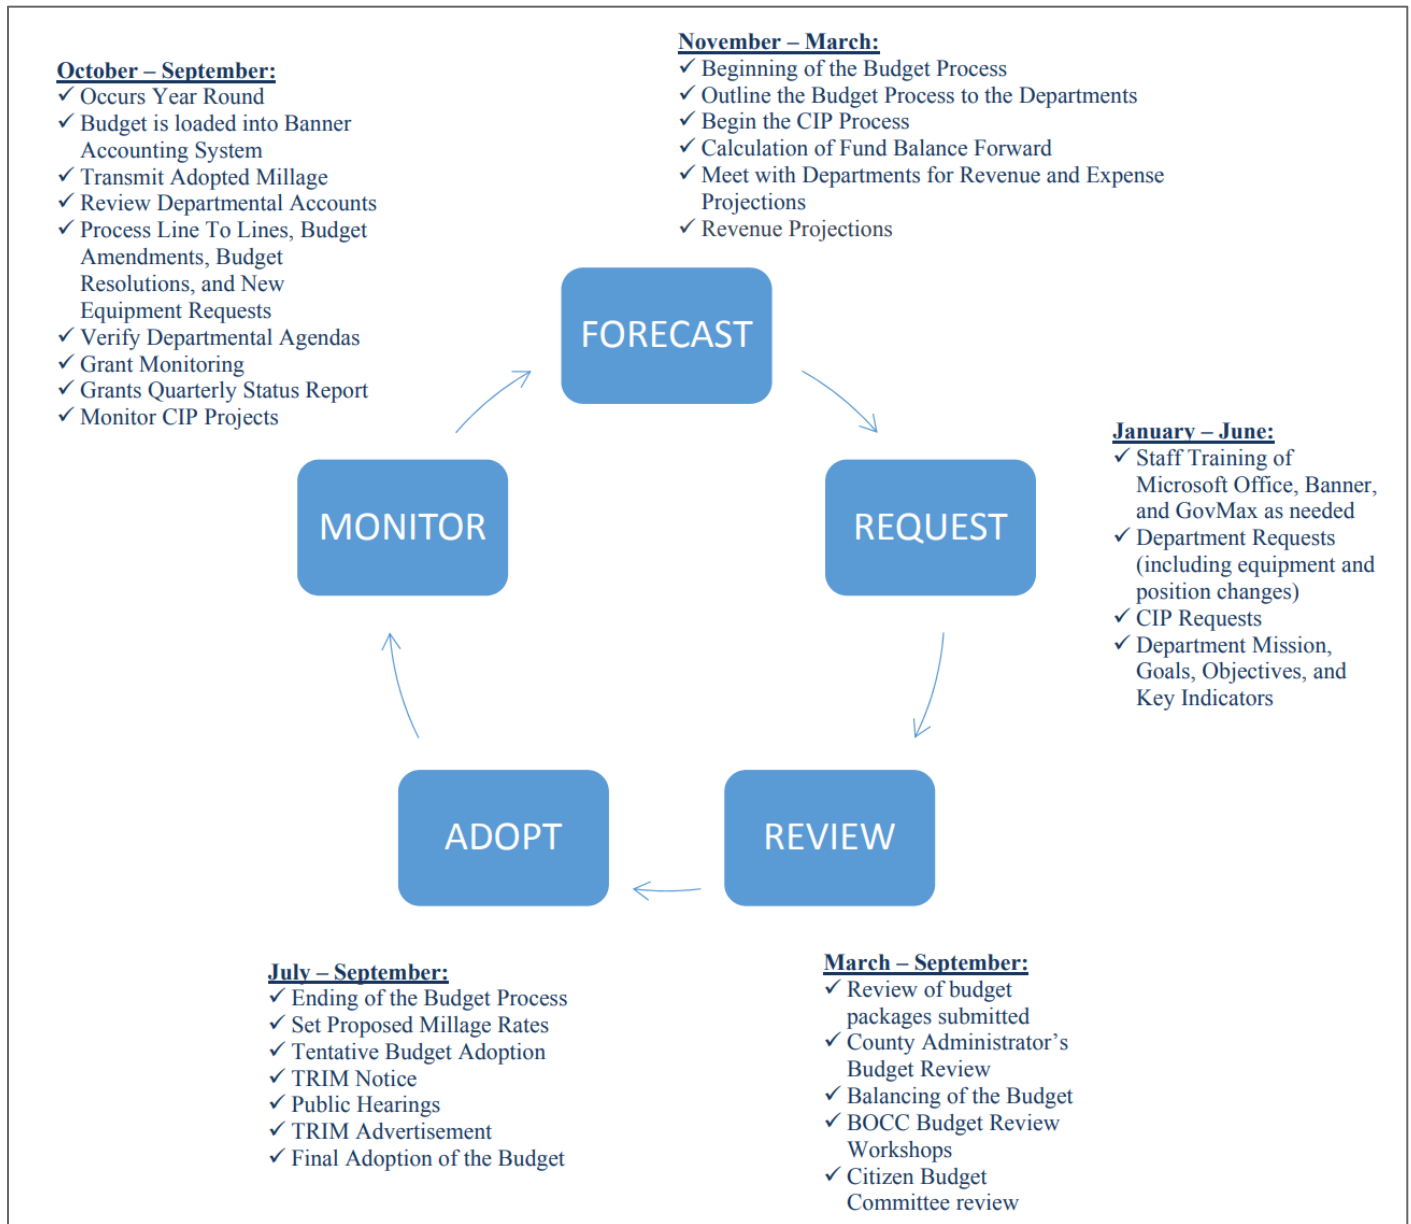 October – September:
✓ Occurs Year Round
✓ Budget is loaded into Banner
Accounting System
✓ Transmit Adopted Millage
✓ Review Departmental Accounts
✓ Process Line To Lines, Budget
Amendments, Budget
Resolutions, and New
Equipment Requests
✓ Verify Departmental Agendas
✓ Grant Monitoring
✓ Grants Quarterly Status Report
✓ Monitor CIP Projects
November – March:
✓ Beginning of the Budget Process
✓ Outline the Budget Process to the Departments
✓ Begin the CIP Process
✓ Calculation of Fund Balance Forward
✓ Meet with Departments for Revenue and Expense
Projections
✓ Revenue Projections
FORECAST
MONITOR
REQUEST
January – June:
✓ Staff Training of
Microsoft Office, Banner,
and GovMax as needed
✓ Department Requests
(including equipment and
position changes)
✓ CIP Requests
✓ Department Mission,
Goals, Objectives, and
Key Indicators
ADOPT
REVIEW
July – September:
✓ Ending of the Budget Process
✓ Set Proposed Millage Rates
✓ Tentative Budget Adoption
✓ TRIM Notice
✓ Public Hearings
✓ TRIM Advertisement
✓ Final Adoption of the Budget
March – September:
✓ Review of budget
packages submitted
✓ County Administrator’s
Budget Review
✓ Balancing of the Budget
✓ BOCC Budget Review
Workshops
✓ Citizen Budget
Committee review